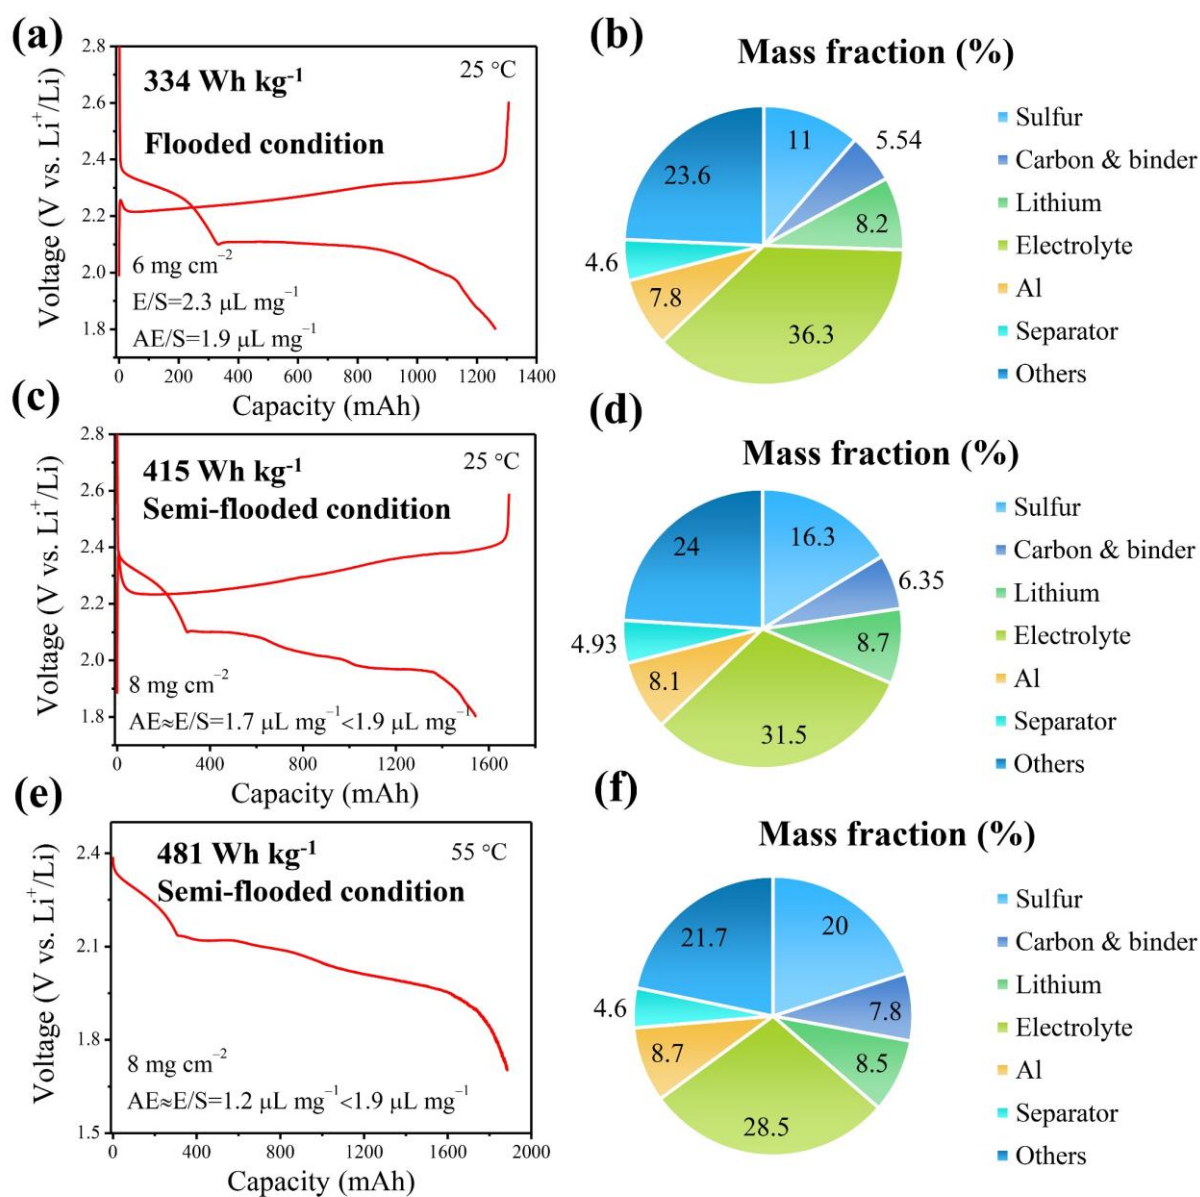 (a)
2.8
2.6
2.4
2.2
2.0
1.8
Voltage (V vs. Li⁺/Li)
334 Wh kg⁻¹
25 °C
Flooded condition
6 mg cm⁻²
E/S=2.3 μL mg⁻¹
AE/S=1.9 μL mg⁻¹
0 200 400 600 800 1000 1200 1400
Capacity (mAh)
(b)
Mass fraction (%)
11
5.54
8.2
36.3
7.8
4.6
23.6
Sulfur
Carbon & binder
Lithium
Electrolyte
Al
Separator
Others
(c)
2.8
2.6
2.4
2.2
2.0
1.8
Voltage (V vs. Li⁺/Li)
415 Wh kg⁻¹
25 °C
Semi-flooded condition
8 mg cm⁻²
AE≈E/S=1.7 μL mg⁻¹<1.9 μL mg⁻¹
0 400 800 1200 1600
Capacity (mAh)
(d)
Mass fraction (%)
16.3
6.35
8.7
31.5
8.1
4.93
24
Sulfur
Carbon & binder
Lithium
Electrolyte
Al
Separator
Others
(e)
2.4
2.1
1.8
1.5
Voltage (V vs. Li⁺/Li)
481 Wh kg⁻¹
55 °C
Semi-flooded condition
8 mg cm⁻²
AE≈E/S=1.2 μL mg⁻¹<1.9 μL mg⁻¹
0 400 800 1200 1600 2000
Capacity (mAh)
(f)
Mass fraction (%)
20
7.8
8.5
28.5
8.7
4.6
21.7
Sulfur
Carbon & binder
Lithium
Electrolyte
Al
Separator
Others